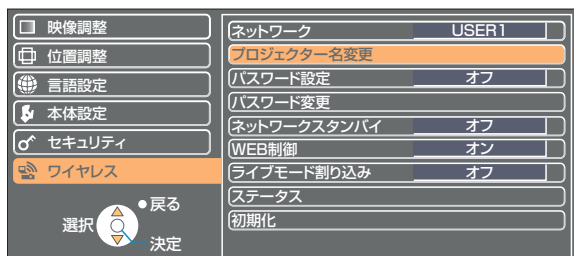 映像調整
位置調整
言語設定
本体設定
セキュリティ
ワイヤレス
戻る
選択
決定
ネットワーク USER1
プロジェクター名変更
パスワード設定 オフ
パスワード変更
ネットワークスタンバイ オフ
WEB制御 オン
ライブモード割り込み オフ
ステータス
初期化